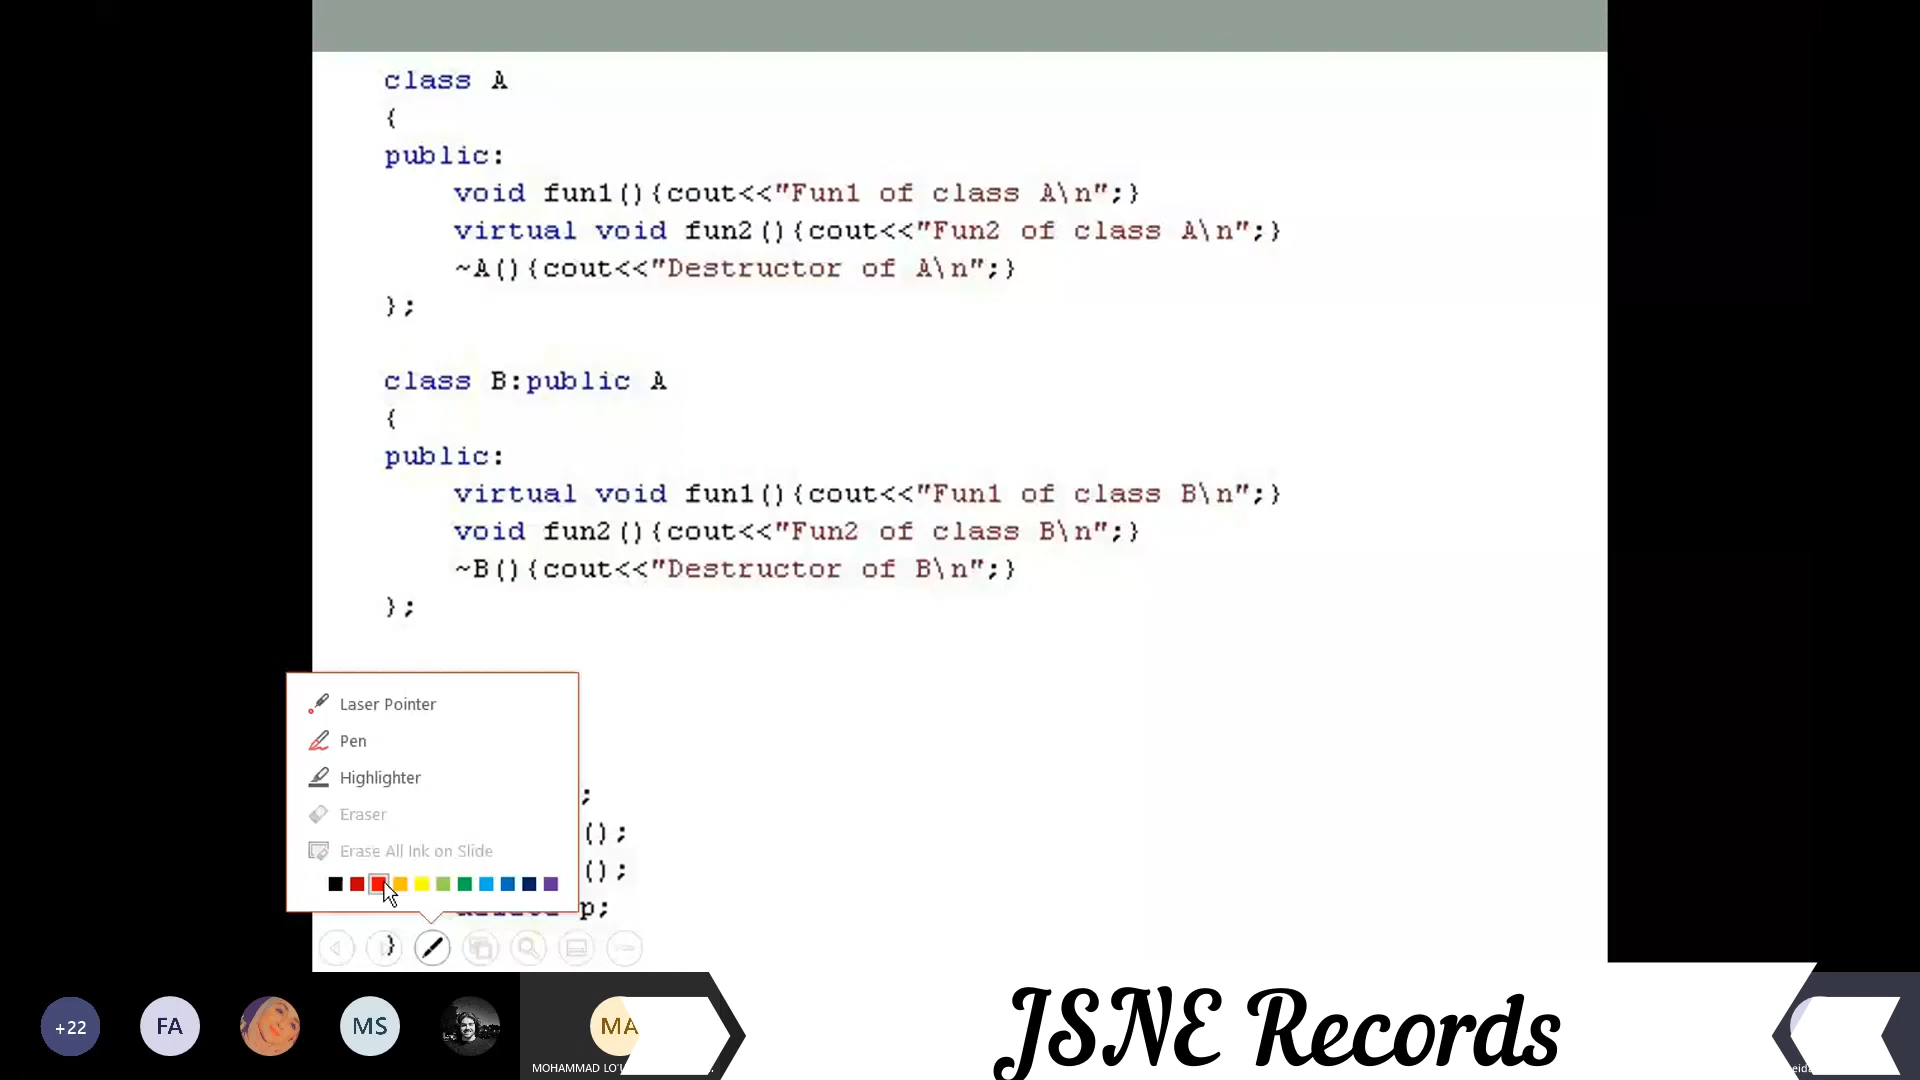 class A
{
public:
void fun1(){cout<<"Fun1 of class A\n";}
virtual void fun2(){cout<<"Fun2 of class A\n";}
~A(){cout<<"Destructor of A\n";}
};
class B:public A
{
public:
virtual void fun1(){cout<<"Fun1 of class B\n";}
void fun2(){cout<<"Fun2 of class B\n";}
~B(){cout<<"Destructor of B\n";}
};
Laser Pointer
Pen
Highlighter
;
Eraser
();
Erase All Ink on Slide
();
p;
}
+22
FA
MS
MA
MOHAMMAD
JSNE Records